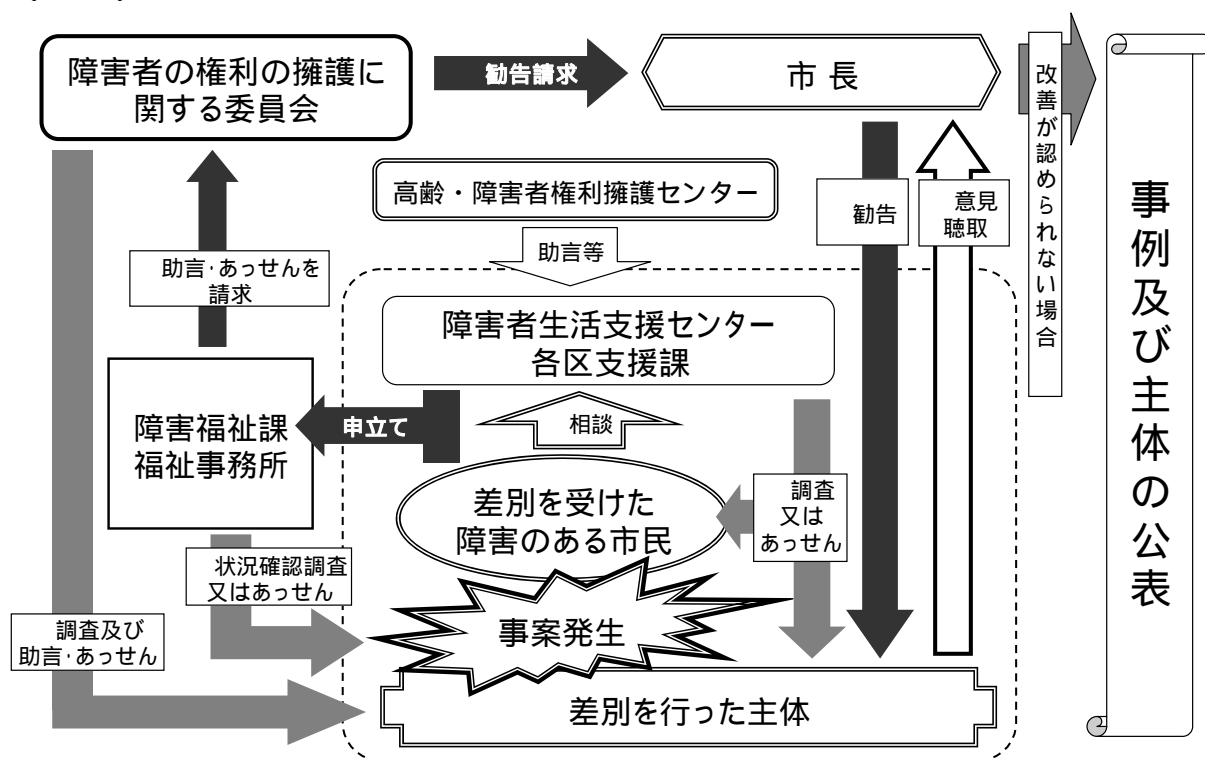 障害者の権利の擁護に
関する委員会
勧告請求
市 長
改善が認められない場合
事例及び主体の公表
高齢・障害者権利擁護センター
勧告
意見
聴取
助言・あっせんを
請求
助言等
障害者生活支援センター
各区支援課
障害福祉課
福祉事務所
申立て
相談
差別を受けた
障害のある市民
調査
又は
あっせん
状況確認調査
又はあっせん
事案発生
調査及び
助言・あっせん
差別を行った主体